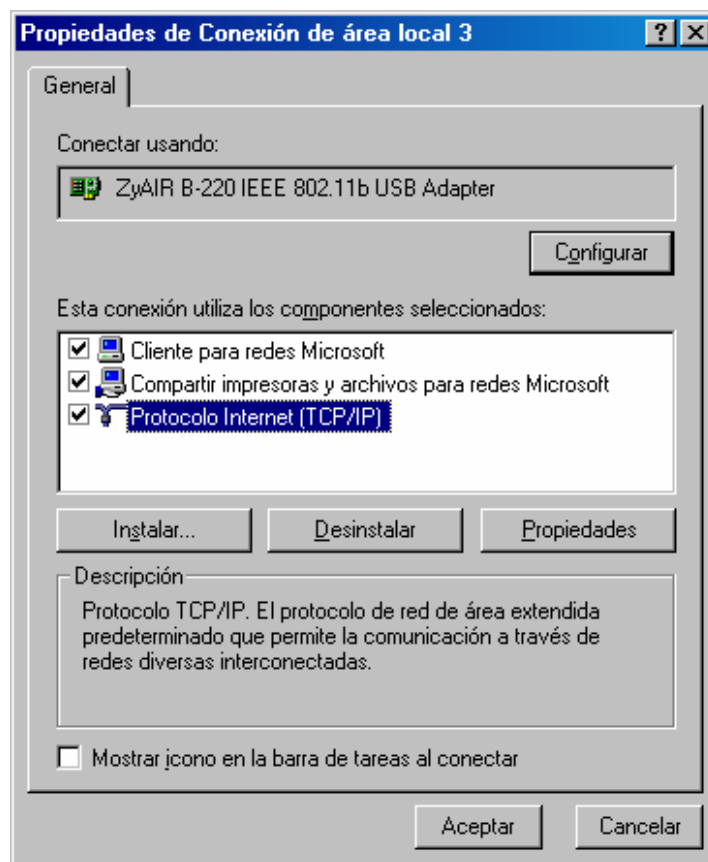 Propiedades de Conexión de área local 3
General
Conectar usando:
ZyAIR B-220 IEEE 802.11b USB Adapter
Configurar
Esta conexión utiliza los componentes seleccionados:
Cliente para redes Microsoft
Compartir impresoras y archivos para redes Microsoft
Protocolo Internet (TCP/IP)
Instalar... Desinstalar Propiedades
Descripción
Protocolo TCP/IP. El protocolo de red de área extendida
predeterminado que permite la comunicación a través de
redes diversas interconectadas.
Mostrar icono en la barra de tareas al conectar
Aceptar Cancelar